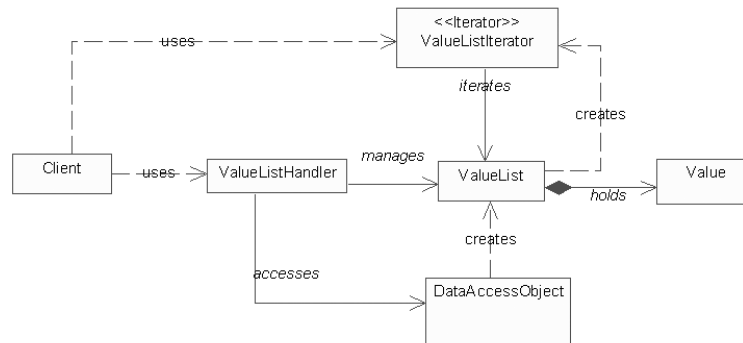 <<Iterator>>
ValueListIterator
uses
iterates
creates
Client
uses
ValueListHandler
manages
ValueList
holds
Value
creates
accesses
DataAccessObject